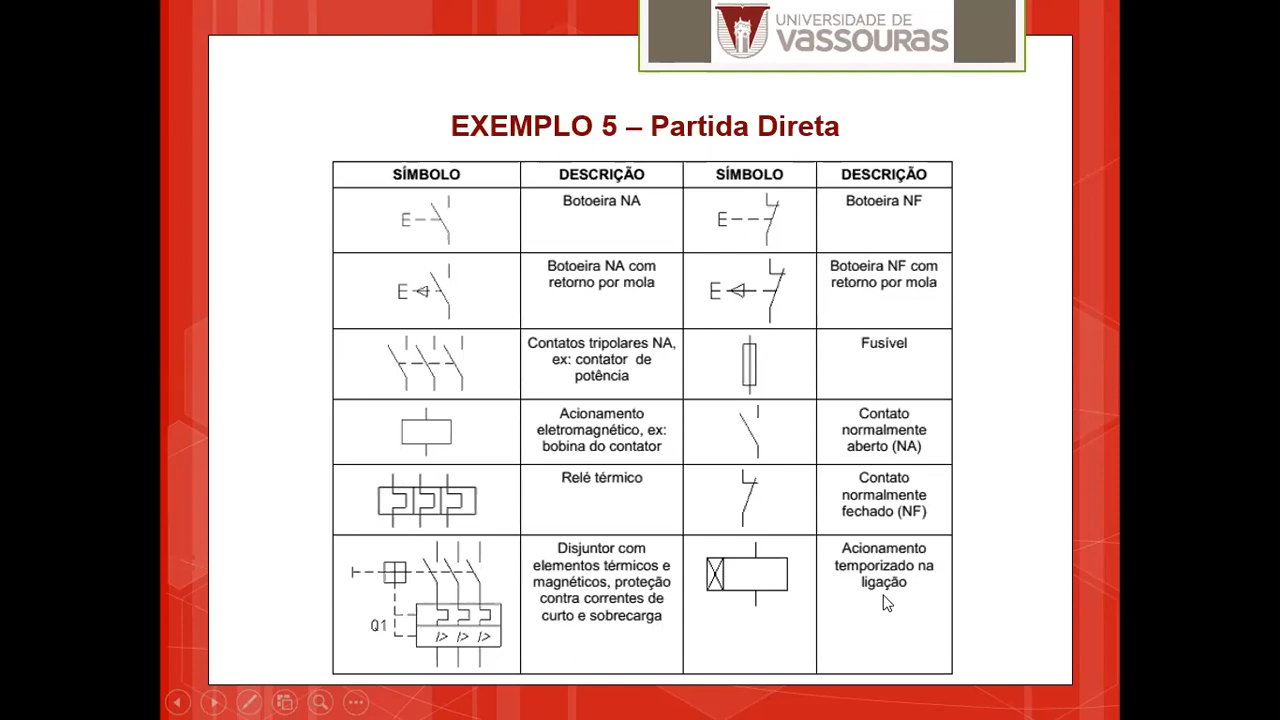 UNIVERSIDADE DE
VASSOURAS
EXEMPLO 5 – Partida Direta
SÍMBOLO DESCRIÇÃO SÍMBOLO DESCRIÇÃO
E Botoeira NA E Botoeira NF
E Botoeira NA com E Botoeira NF com
retorno por mola retorno por mola
Contatos tripolares NA, Fusível
ex: contator de
potência
Acionamento Contato
eletromagnético, ex: normalmente
bobina do contator aberto (NA)
Relé térmico Contato
normalmente
fechado (NF)
Disjuntor com Acionamento
elementos térmicos e temporizado na
magnéticos, proteção ligação
contra correntes de
curto e sobrecarga
Q1
I> I> I>